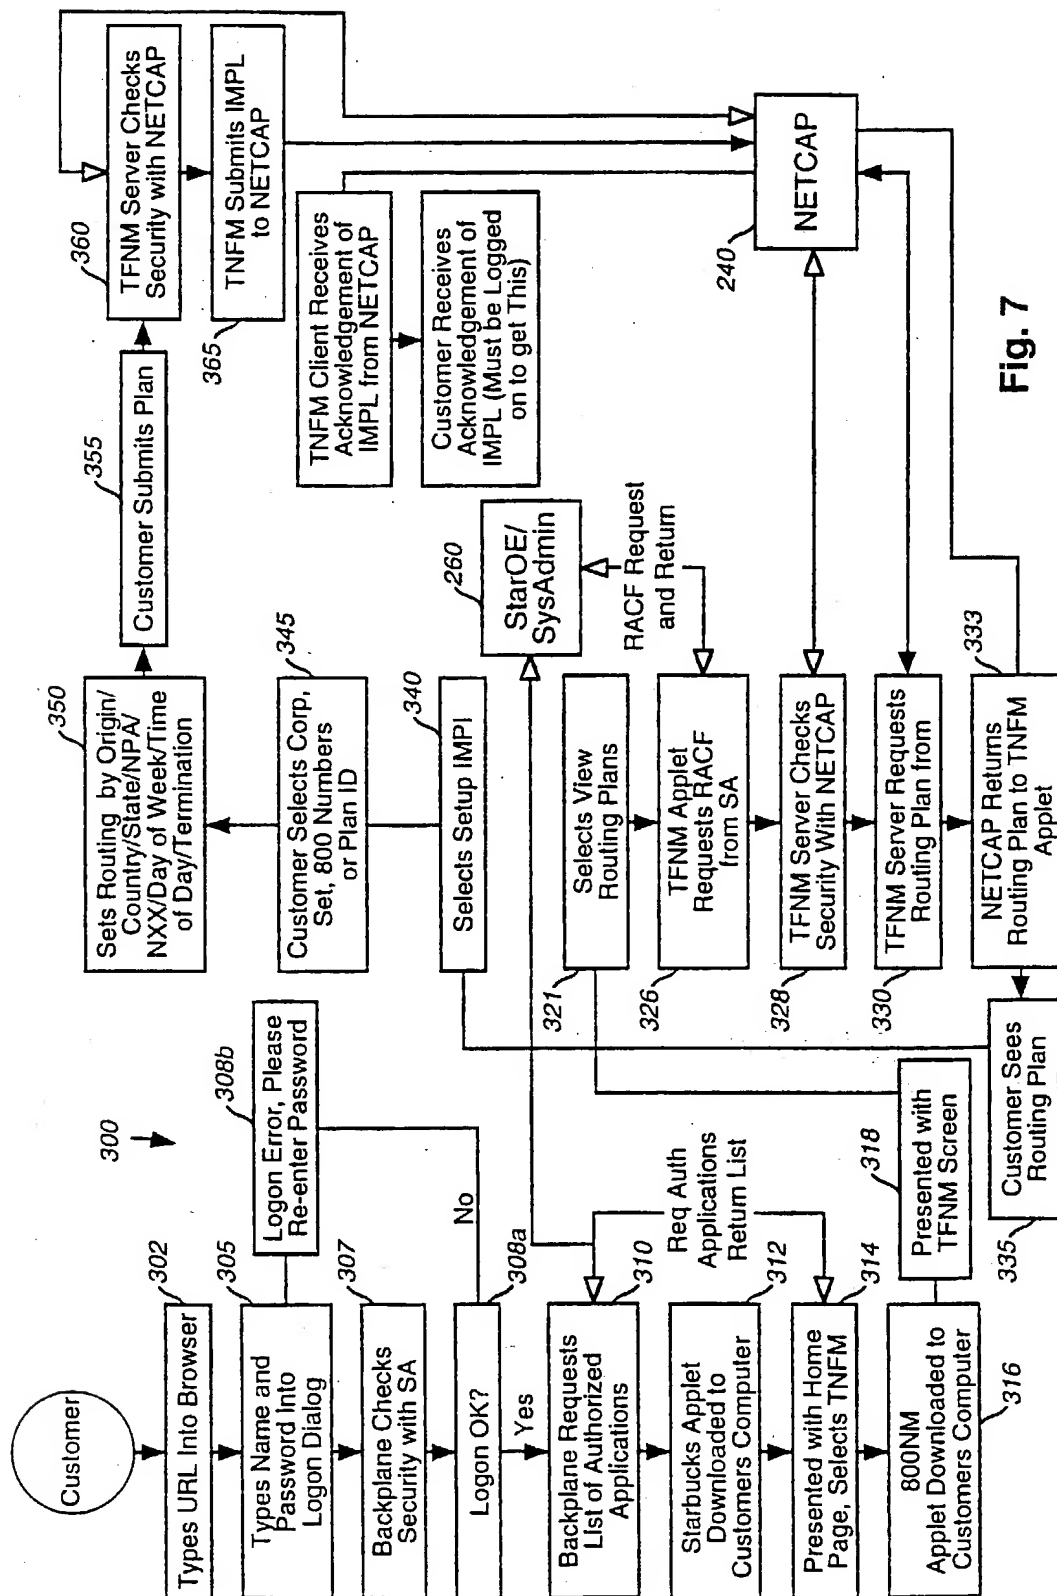 300
Customer
302
Types URL Into Browser
305
Types Name and
Password Into
Logon Dialog
307
Backplane Checks
Security with SA
308b
Logon Error, Please
Re-enter Password
308a
Logon OK?
No
Yes
310
Backplane Requests
List of Authorized
Applications
312
Starbucks Applet
Downloaded to
Customers Computer
Req Auth
Applications
Return List
314
Presented with Home
Page, Selects TNFM
316
800NM
Applet Downloaded to
Customers Computer
318
Presented with
TFNM Screen
260
StarOE/
SysAdmin
321
Selects View
Routing Plans
RACF Request
and Return
326
TFNM Applet
Requests RACF
from SA
328
TFNM Server Checks
Security With NETCAP
330
TFNM Server Requests
Routing Plan from
333
NETCAP Returns
Routing Plan to TNFM
Applet
335
Customer Sees
Routing Plan
340
Selects Setup IMPI
345
Customer Selects Corp,
Set, 800 Numbers
or Plan ID
350
Sets Routing by Origin/
Country/State/NPA/
NXX/Day of Week/Time
of Day/Termination
355
Customer Submits Plan
360
TFNM Server Checks
Security with NETCAP
365
TNFM Submits IMPL
to NETCAP
TNFM Client Receives
Acknowledgement of
IMPL from NETCAP
Customer Receives
Acknowledgement of
IMPL (Must be Logged
on to get This)
240
NETCAP
Fig. 7